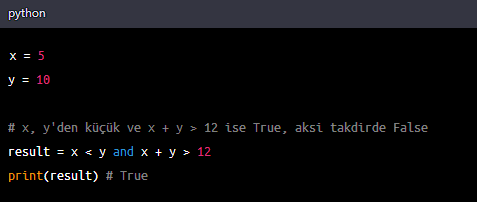 python
x = 5
y = 10
# x, y'den küçük ve x + y > 12 ise True, aksi takdirde False
result = x < y and x + y > 12
print(result) # True